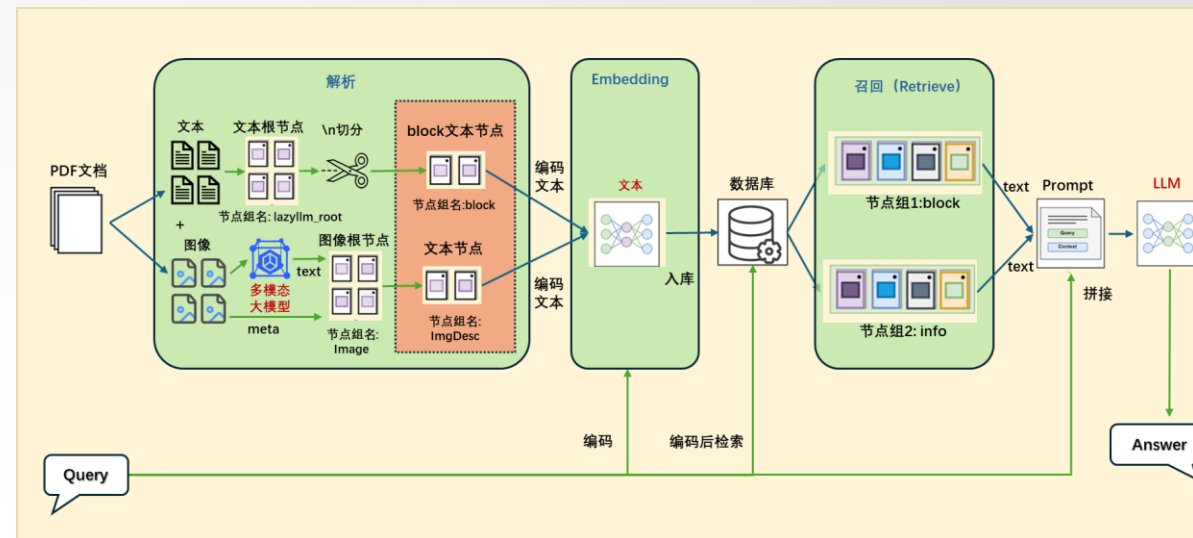 解析
Embedding
召回（Retrieve）
文本
文本根节点
\n切分
block文本节点
PDF文档
编码
文本
节点组名:block
文本
数据库
节点组名: lazyllm_root
+
图像
图像根节点
文本节点
text
多模态
大模型
meta
节点组名:
Image
节点组名:
ImgDesc
编码
文本
入库
节点组1:block
节点组2: info
text
text
Prompt
Query
Context
拼接
LLM
编码
编码后检索
Query
Answer